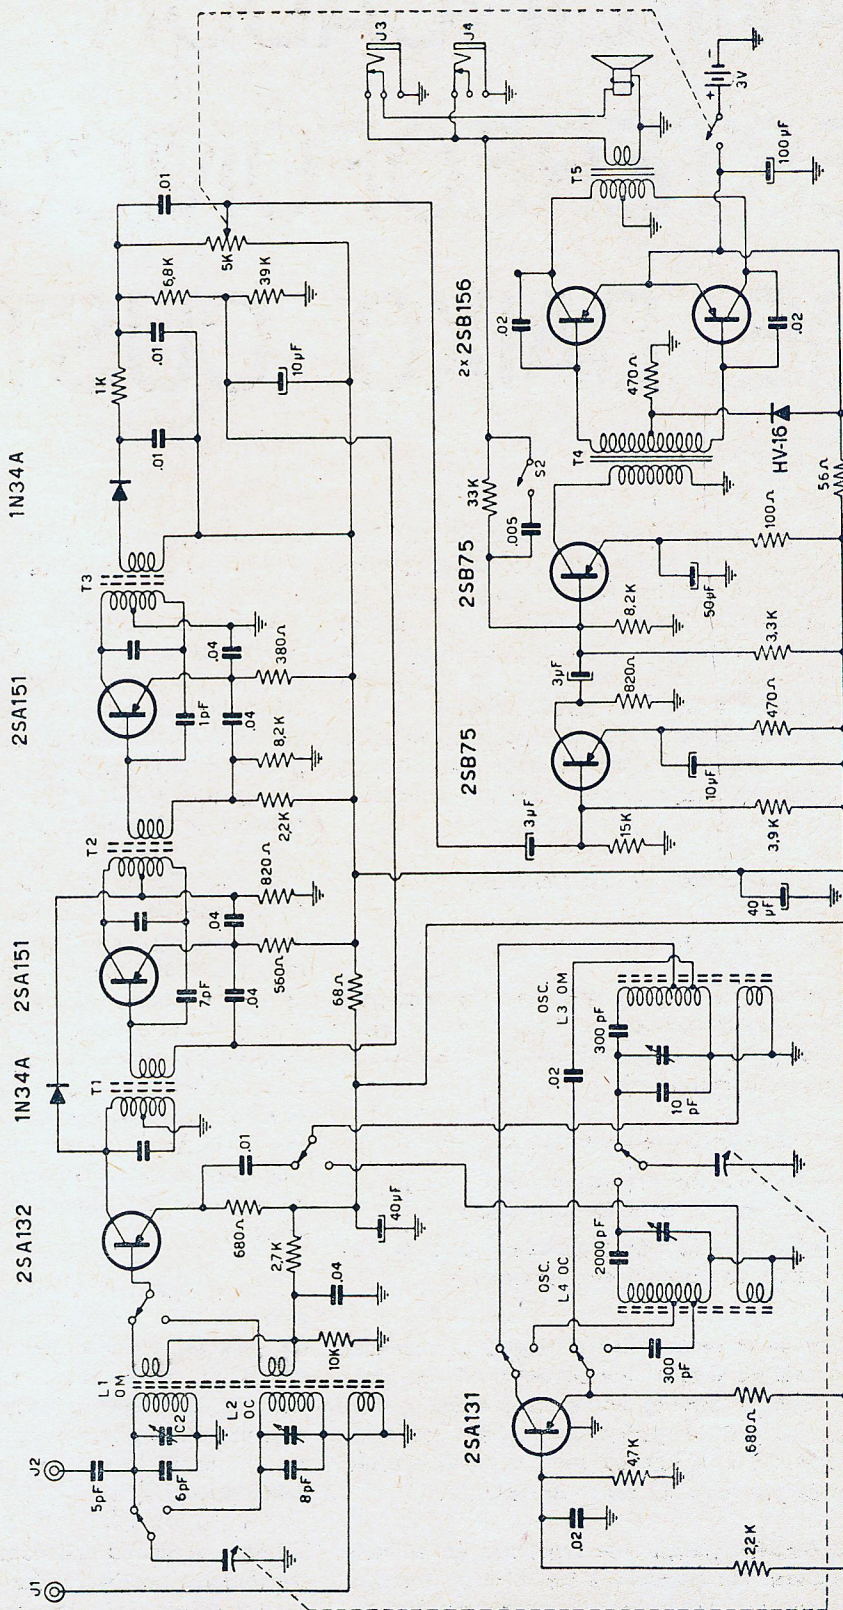 2SA132
1N34A
2SA151
2SA151
1N34A
J1
J2
5pF
6pF
C2
L1
OM
L2
OC
8pF
10K
.04
2,7K
680Ω
.01
40µF
T1
7pF
.04
.04
560Ω
820Ω
68Ω
T2
2,2K
8,2K
1pF
.04
.04
380Ω
T3
.01
.01
1K
6,8K
39K
10µF
5K
.01
2SA131
.02
2,2K
4,7K
680Ω
300
pF
OSC.
L4 OC
2000pF
.02
OSC.
L3 OM
10
pF
300 pF
40
µF
2SB75
2SB75
2x 2SB156
3µF
15K
3,9K
10µF
470Ω
820Ω
3µF
3,3K
8,2K
50µF
100Ω
33K
.005
S2
T4
470Ω
HV-16
56Ω
.02
.02
T5
100µF
3V
+
-
J3
J4